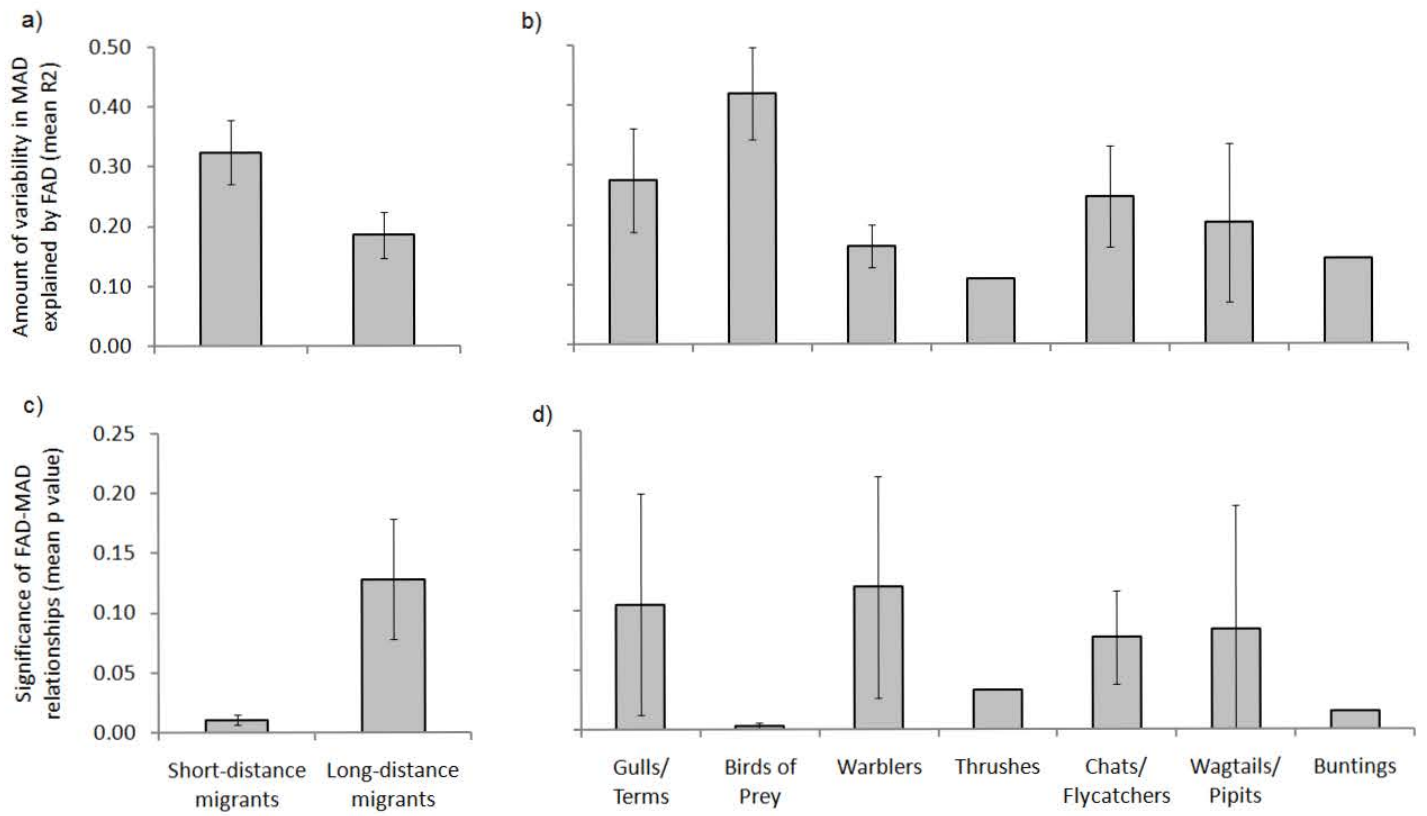 a)
b)
Amount of variability in MAD
explained by FAD (mean R2)
0.50
0.40
0.30
0.20
0.10
0.00
c)
d)
Significance of FAD-MAD
relationships (mean p value)
0.25
0.20
0.15
0.10
0.05
0.00
Short-distance
migrants
Long-distance
migrants
Gulls/
Terms
Birds of
Prey
Warblers
Thrushes
Chats/
Flycatchers
Wagtails/
Pipits
Buntings